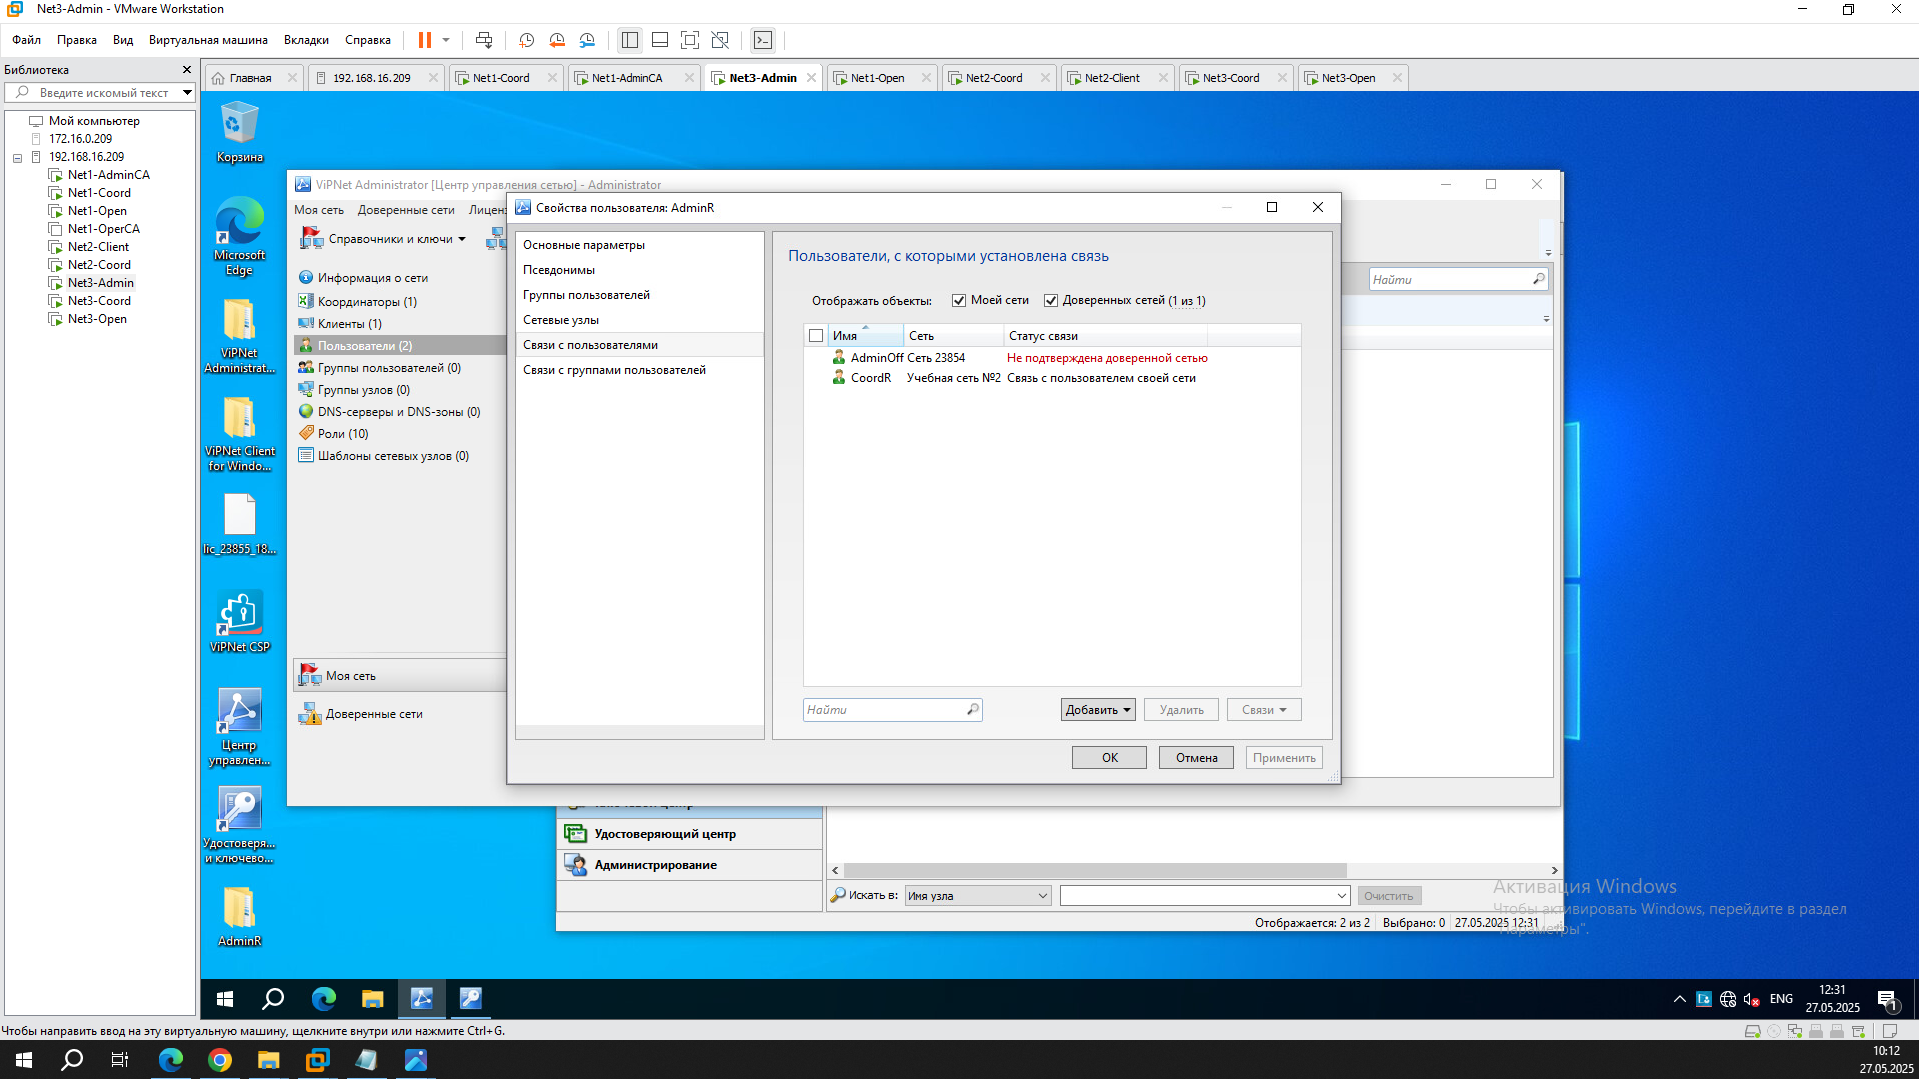 Net3-Admin - VMware Workstation
Файл Правка Вид Виртуальная машина Вкладки Справка
Библиотека
Введите искомый текст
Мой компьютер
172.16.0.209
192.168.16.209
Net1-AdminCA
Net1-Coord
Net1-Open
Net1-OperCA
Net2-Client
Net2-Coord
Net3-Admin
Net3-Coord
Net3-Open
Главная 192.168.16.209 Net1-Coord Net1-AdminCA Net3-Admin Net1-Open Net2-Coord Net2-Client Net3-Coord Net3-Open
Корзина
Microsoft
Edge
ViPNet
Administrat...
ViPNet Client
for Windo...
lic_23855_18...
ViPNet CSP
Центр
управлен...
Удостоверя...
и ключево...
AdminR
ViPNet Administrator [Центр управления сетью] - Administrator
Моя сеть Доверенные сети Лиценз
Справочники и ключи
Найти
Информация о сети
Координаторы (1)
Клиенты (1)
Пользователи (2)
Группы пользователей (0)
Группы узлов (0)
DNS-серверы и DNS-зоны (0)
Роли (10)
Шаблоны сетевых узлов (0)
Моя сеть
Доверенные сети
Свойства пользователя: AdminR
Основные параметры
Псевдонимы
Группы пользователей
Сетевые узлы
Связи с пользователями
Связи с группами пользователей
Пользователи, с которыми установлена связь
Отображать объекты: Моей сети Доверенных сетей (1 из 1)
Имя Сеть Статус связи
AdminOff Сеть 23854 Не подтверждена доверенной сетью
CoordR Учебная сеть №2 Связь с пользователем своей сети
Найти
Добавить Удалить Связи
OK Отмена Применить
Удостоверяющий центр
Администрирование
Искать в: Имя узла Очистить
Отображается: 2 из 2 Выбрано: 0 27.05.2025 12:31
Активация Windows
Чтобы активировать Windows, перейдите в раздел
"Параметры".
ENG
12:31
27.05.2025
1
Чтобы направить ввод на эту виртуальную машину, щелкните внутри или нажмите Ctrl+G.
10:12
27.05.2025